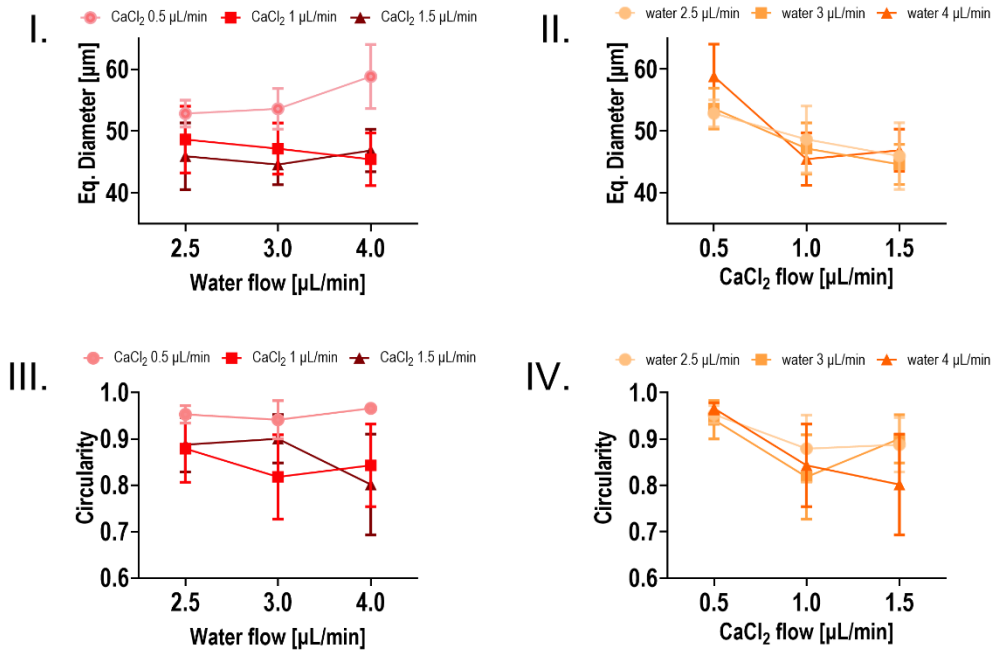 I.
CaCl₂ 0.5 µL/min CaCl₂ 1 µL/min CaCl₂ 1.5 µL/min
Eq. Diameter [µm]
60
50
40
2.5 3.0 4.0
Water flow [µL/min]
II.
water 2.5 µL/min water 3 µL/min water 4 µL/min
Eq. Diameter [µm]
60
50
40
0.5 1.0 1.5
CaCl₂ flow [µL/min]
III.
CaCl₂ 0.5 µL/min CaCl₂ 1 µL/min CaCl₂ 1.5 µL/min
Circularity
1.0
0.9
0.8
0.7
0.6
2.5 3.0 4.0
Water flow [µL/min]
IV.
water 2.5 µL/min water 3 µL/min water 4 µL/min
Circularity
1.0
0.9
0.8
0.7
0.6
0.5 1.0 1.5
CaCl₂ flow [µL/min]